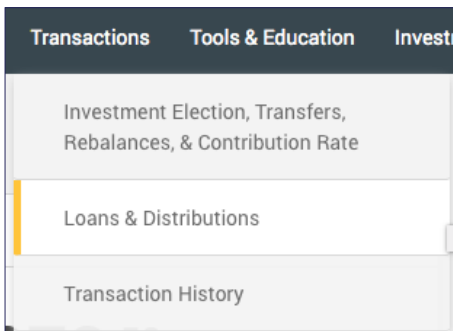 Transactions Tools & Education
Investment Election, Transfers,
Rebalances, & Contribution Rate
Loans & Distributions
Transaction History